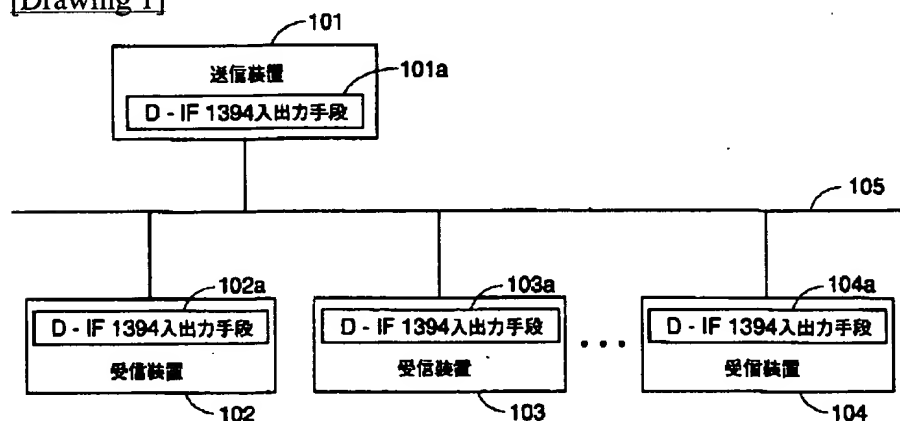 [Drawing 1]
101
送信装置
101a
D - IF 1394入出力手段
105
102a
103a
104a
D - IF 1394入出力手段
D - IF 1394入出力手段
D - IF 1394入出力手段
• • •
受信装置
受信装置
受信装置
102
103
104